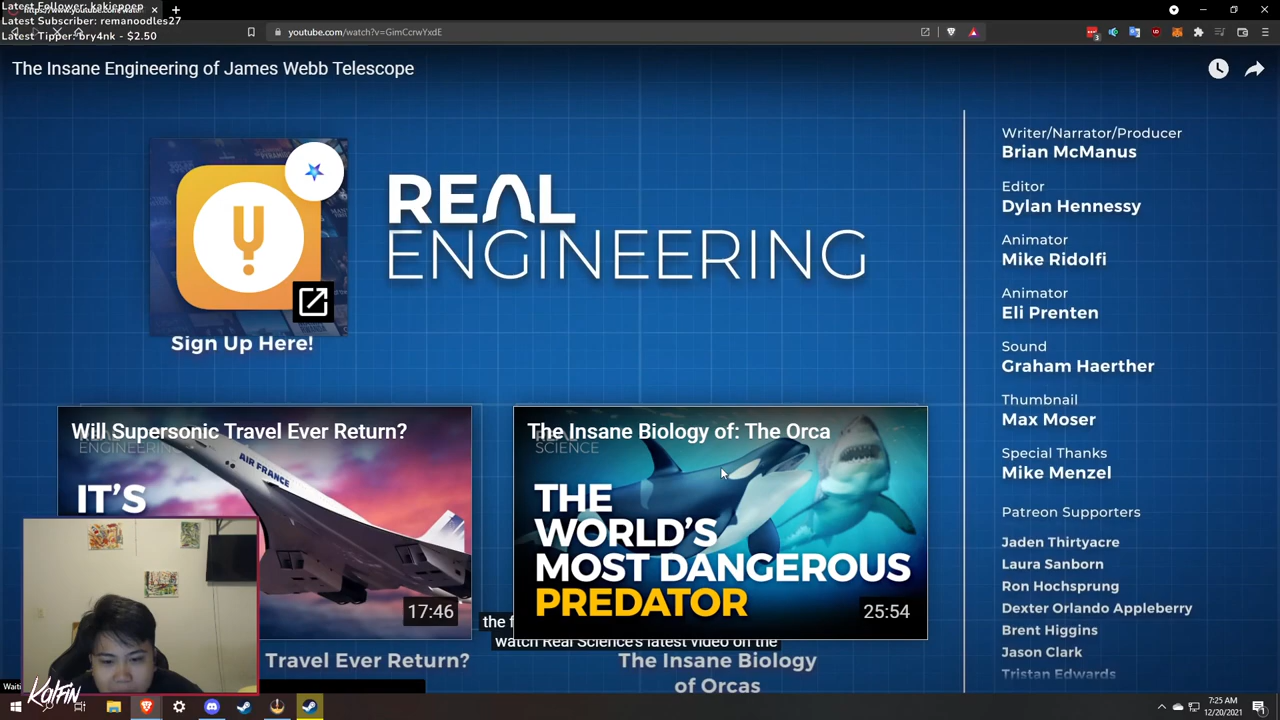 Latest Follower: kakiepoep
Latest Subscriber: remanoodles27
Latest Tipper: bry4nk - $2.50
youtube.com/watch?v=GimCcrwYxdE
The Insane Engineering of James Webb Telescope
REAL
ENGINEERING
Sign Up Here!
Will Supersonic Travel Ever Return?
ENGINEERING
AIR FRANCE
IT'S
17:46
The Insane Biology of: The Orca
SCIENCE
THE
WORLD'S
MOST DANGEROUS
PREDATOR
25:54
the f
watch Real Science's latest video on the
Travel Ever Return?
The Insane Biology
of Orcas
Writer/Narrator/Producer
Brian McManus
Editor
Dylan Hennessy
Animator
Mike Ridolfi
Animator
Eli Prenten
Sound
Graham Haerther
Thumbnail
Max Moser
Special Thanks
Mike Menzel
Patreon Supporters
Jaden Thirtyacre
Laura Sanborn
Ron Hochsprung
Dexter Orlando Appleberry
Brent Higgins
Jason Clark
Tristan Edwards
Waiti
7:25 AM
12/20/2021